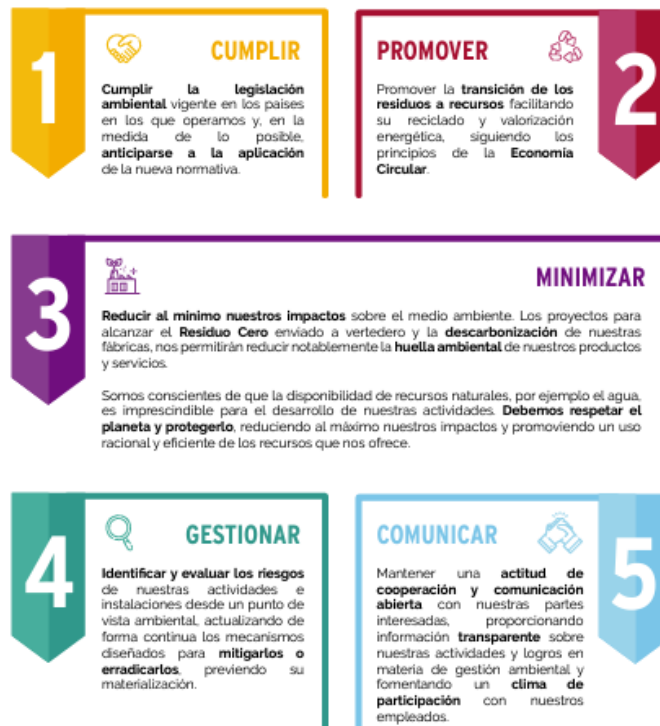 1
CUMPLIR
Cumplir la legislación
ambiental vigente en los países
en los que operamos y, en la
medida de lo posible,
anticiparse a la aplicación
de la nueva normativa.
PROMOVER
2
Promover la transición de los
residuos a recursos facilitando
su reciclado y valorización
energética, siguiendo los
principios de la Economía
Circular.
3
MINIMIZAR
Reducir al mínimo nuestros impactos sobre el medio ambiente. Los proyectos para
alcanzar el Residuo Cero enviado a vertedero y la descarbonización de nuestras
fábricas, nos permitirán reducir notablemente la huella ambiental de nuestros productos
y servicios.
Somos conscientes de que la disponibilidad de recursos naturales, por ejemplo el agua,
es imprescindible para el desarrollo de nuestras actividades. Debemos respetar el
planeta y protegerlo, reduciendo al máximo nuestros impactos y promoviendo un uso
racional y eficiente de los recursos que nos ofrece.
4
GESTIONAR
Identificar y evaluar los riesgos
de nuestras actividades e
instalaciones desde un punto de
vista ambiental, actualizando de
forma continua los mecanismos
diseñados para mitigarlos o
erradicarlos, previendo su
materialización.
COMUNICAR
5
Mantener una actitud de
cooperación y comunicación
abierta con nuestras partes
interesadas, proporcionando
información transparente sobre
nuestras actividades y logros en
materia de gestión ambiental y
fomentando un clima de
participación con nuestros
empleados.